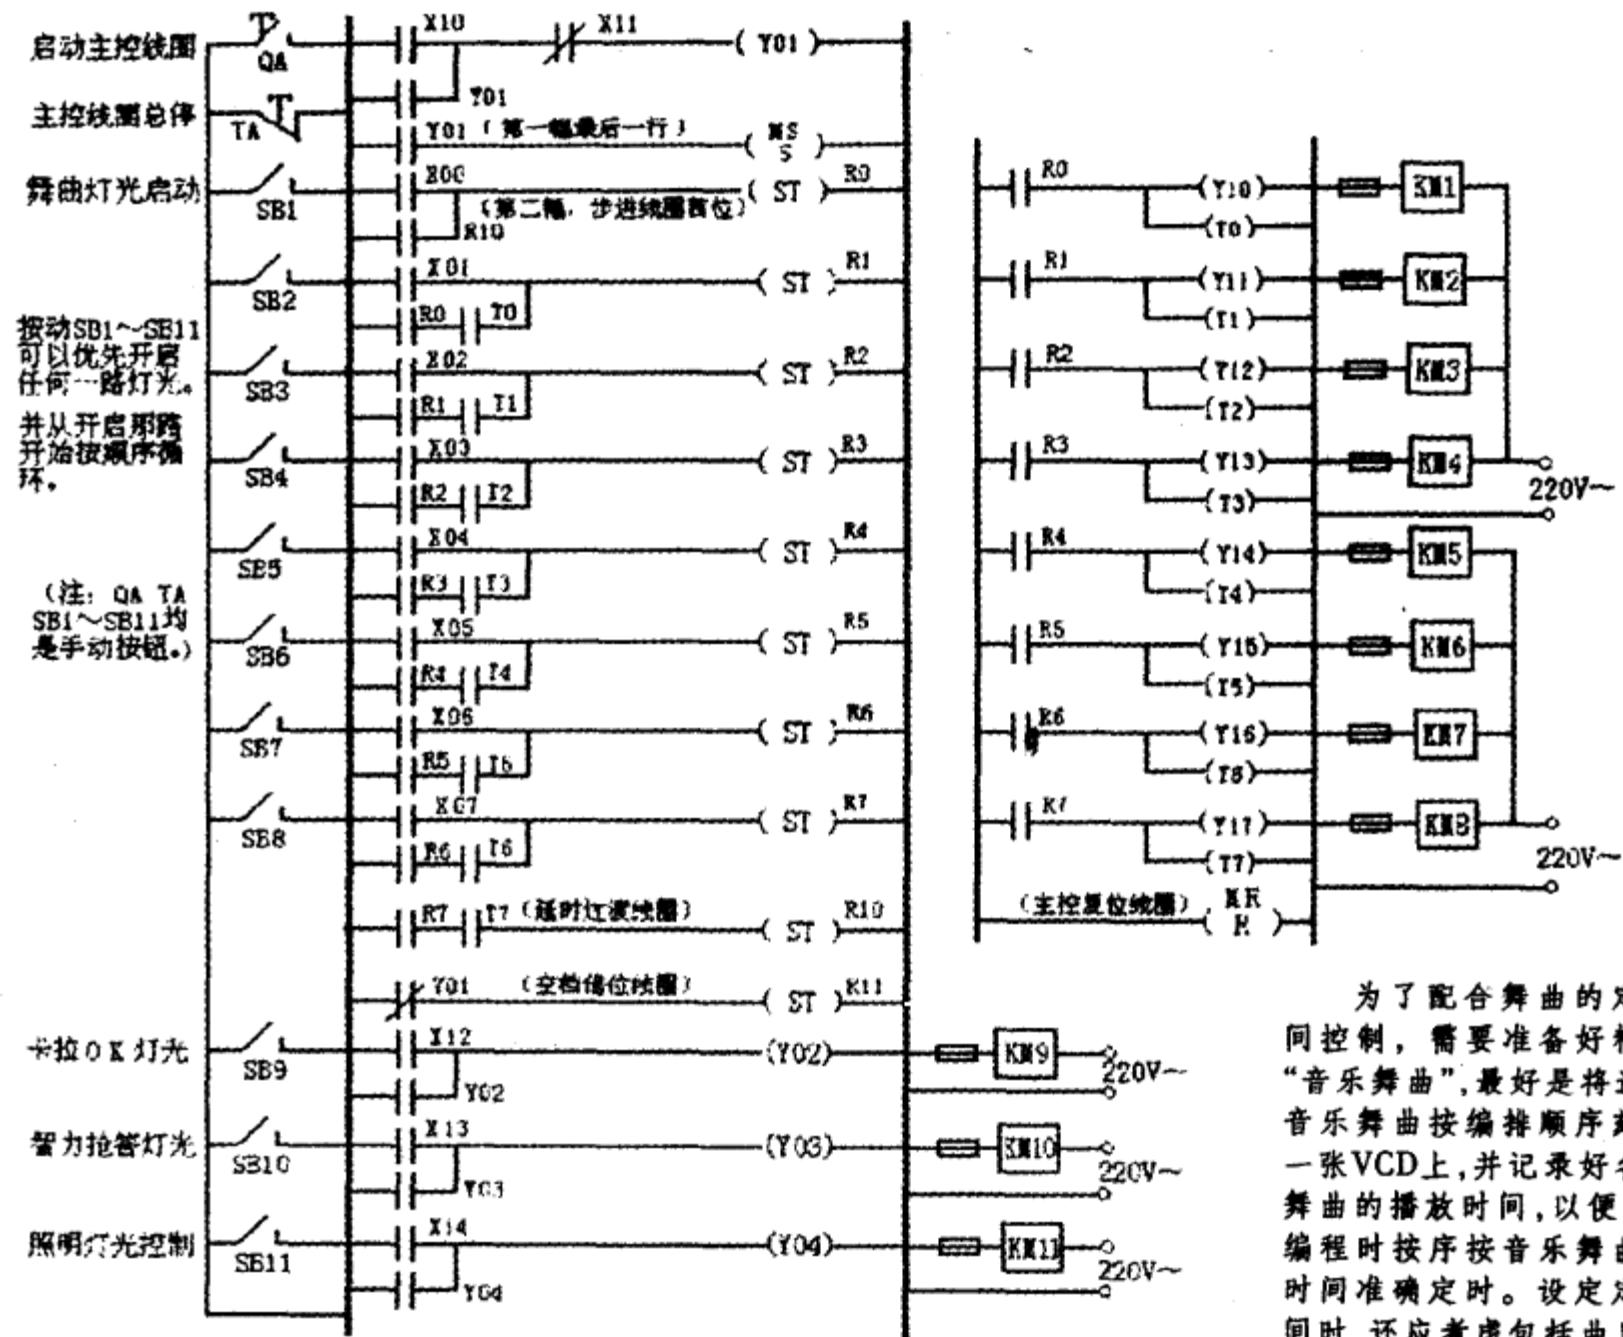 启动主控线圈
QA
X10
X11
Y01
Y01
主控线圈总停
TA
Y01
(第一幅最后一行)
MS
S
舞曲灯光启动
SB1
X00
ST
R0
(第二幅，步进线圈首位)
R10
SB2
X01
ST
R1
R0
T0
按动SB1～SB11
可以优先开启
任何一路灯光。
并从开启那路
开始按顺序循
环。
SB3
X02
ST
R2
R1
T1
SB4
X03
ST
R3
R2
T2
SB5
X04
ST
R4
R3
T3
(注：QA TA
SB1～SB11均
是手动按钮。)
SB6
X05
ST
R5
R4
T4
SB7
X06
ST
R6
R5
SB8
X07
ST
R7
R6
T6
R7
T7
(延时过渡线圈)
ST
R10
Y01
(空档储位线圈)
ST
R11
卡拉OK灯光
SB9
X12
(Y02)
KM9
220V～
Y02
智力抢答灯光
SB10
X13
(Y03)
KM10
220V～
Y03
照明灯光控制
SB11
X14
(Y04)
KM11
220V～
Y04
R0
(Y10)
KM1
(T0)
R1
(Y11)
KM2
(T1)
R2
(Y12)
KM3
(T2)
R3
(Y13)
KM4
220V～
(T3)
R4
(Y14)
KM5
(T4)
R5
(Y15)
KM6
(T5)
R6
(Y16)
KM7
R7
(Y17)
KM8
220V～
(T7)
(主控复位线圈)
为了配合舞曲的
间控制，需要准备好
“音乐舞曲”，最好是将
音乐舞曲按编排顺序
一张VCD上，并记录好
舞曲的播放时间，以便
编程时按序按音乐舞
时间准确定时。设定
间时，还应考虑包括曲